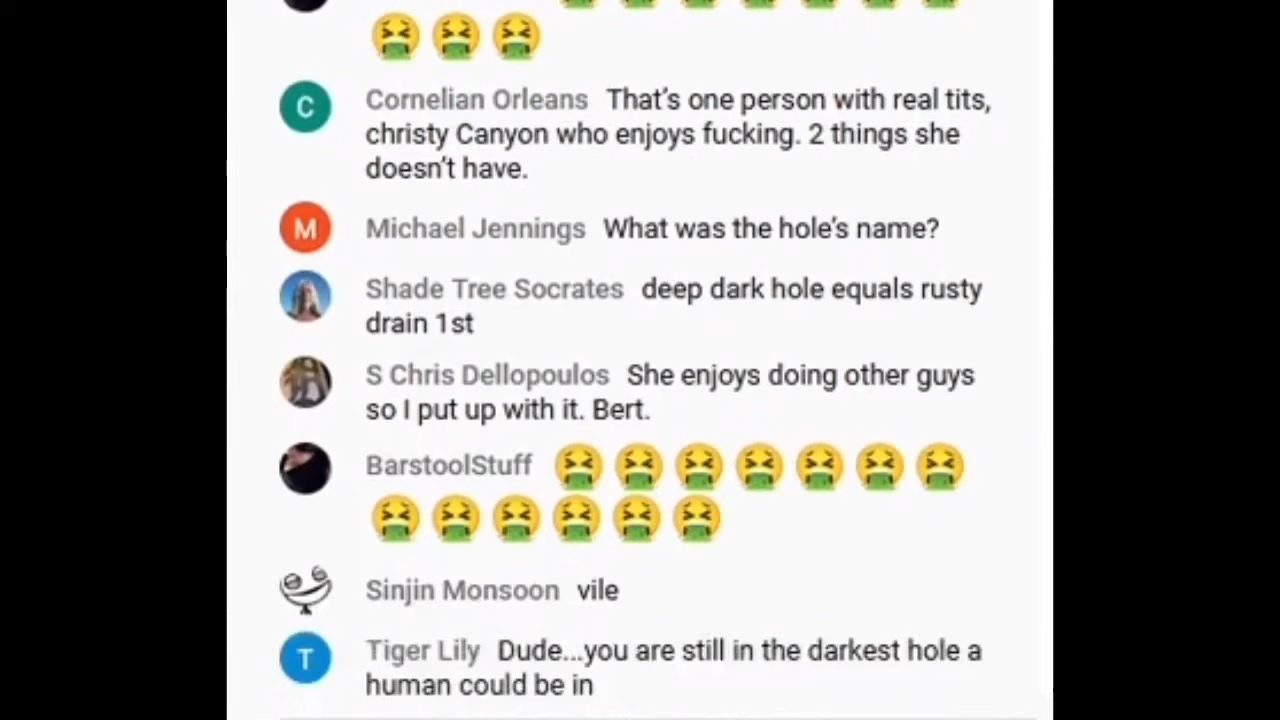 Cornelian Orleans That's one person with real tits,
christy Canyon who enjoys fucking. 2 things she
doesn't have.
M Michael Jennings What was the hole's name?
Shade Tree Socrates deep dark hole equals rusty
drain 1st
S Chris Dellopoulos She enjoys doing other guys
so I put up with it. Bert.
BarstoolStuff 🤮🤮🤮🤮🤮🤮🤮
🤮🤮🤮🤮🤮🤮
Sinjin Monsoon vile
T Tiger Lily Dude...you are still in the darkest hole a
human could be in